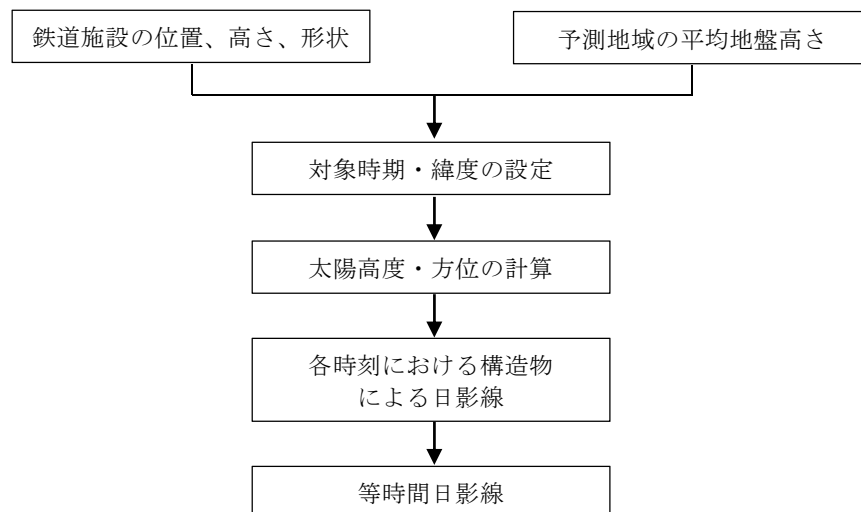 鉄道施設の位置、高さ、形状
予測地域の平均地盤高さ
対象時期・緯度の設定
太陽高度・方位の計算
各時刻における構造物
による日影線
等時間日影線